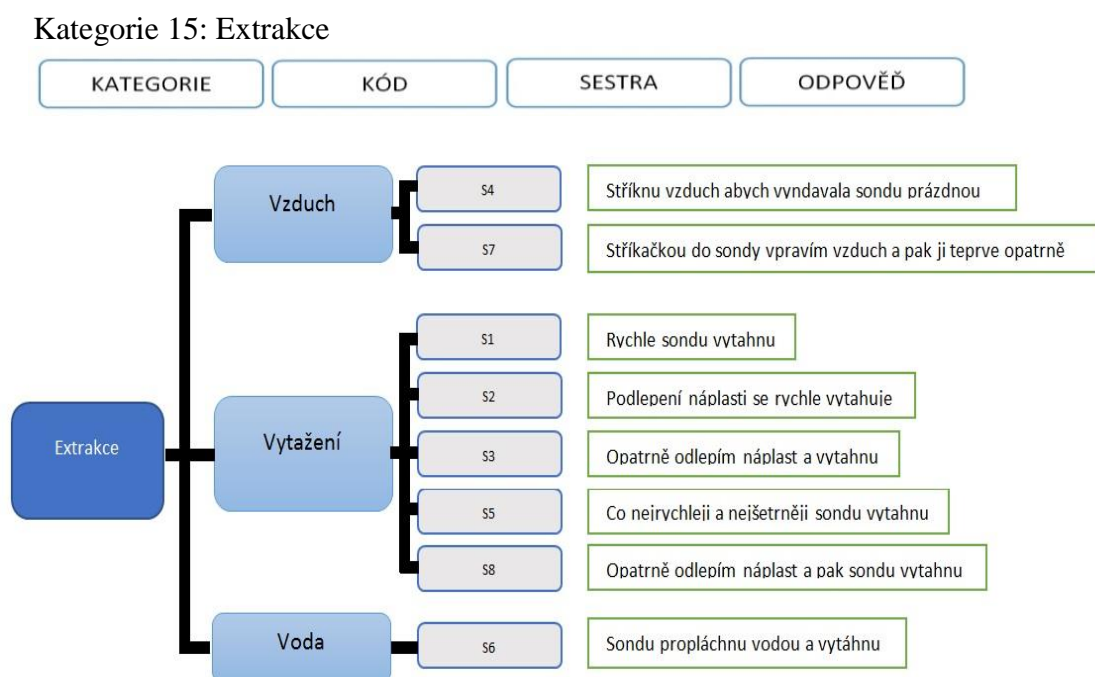 Kategorie 15: Extrakce
KATEGORIE
KÓD
SESTRA
ODPOVĚĎ
Extrakce
Vzduch
S4
Stříknu vzduch abych vyndavala sondu prázdnou
S7
Stříkačkou do sondy vpravím vzduch a pak ji teprve opatrně
Vytažení
S1
Rychle sondu vytahnu
S2
Podlepení náplasti se rychle vytahuje
S3
Opatrně odlepím náplast a vytahnu
S5
Co nejrychleji a nejšetrněji sondu vytahnu
S8
Opatrně odlepím náplast a pak sondu vytahnu
Voda
S6
Sondu propláchnu vodou a vytáhnu